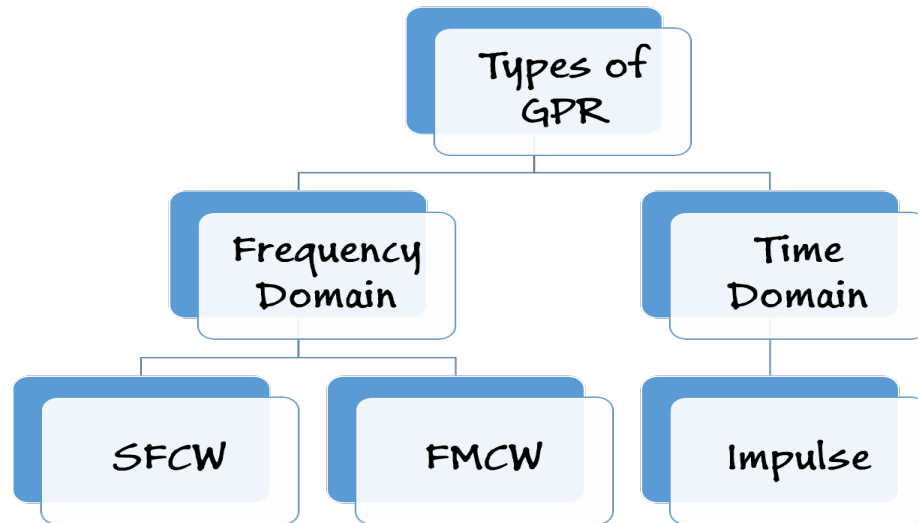 Types of
GPR
Frequency
Domain
Time
Domain
SFCW
FMCW
Impulse